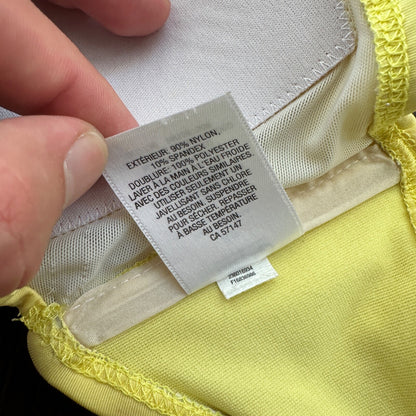 EXTÉRIEUR: 90% NYLON,
10% SPANDEX
DOUBLURE: 100% POLYESTER
LAVER À LA MAIN À L'EAU FROIDE
AVEC DES COULEURS SIMILAIRES.
UTILISER SEULEMENT UN
JAVELLISANT SANS CHLORE
AU BESOIN. SUSPENDRE
POUR SÉCHER. REPASSER
À BASSE TEMPÉRATURE
AU BESOIN.
CA 57147